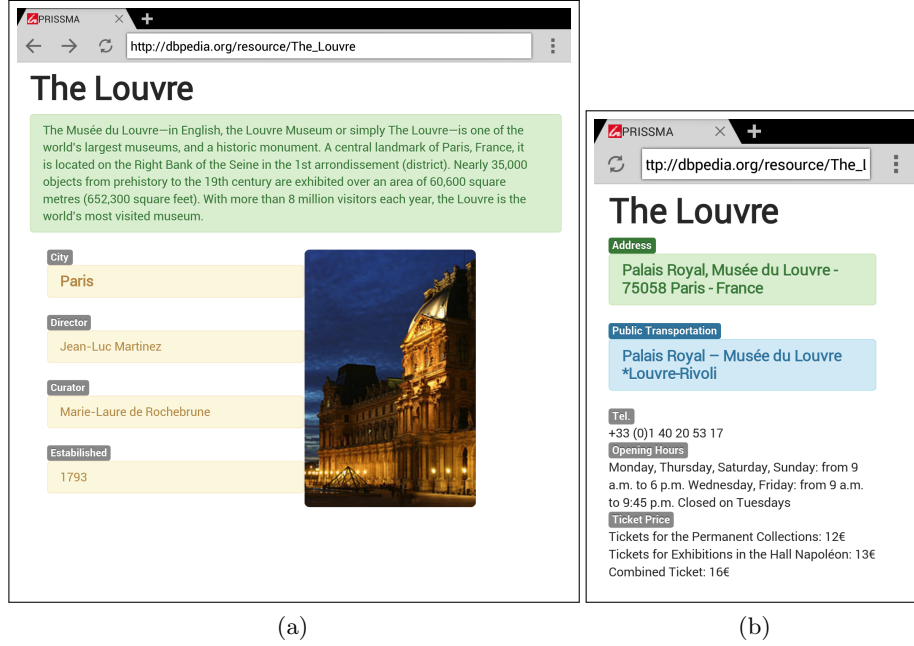 PRISSMA
http://dbpedia.org/resource/The_Louvre
The Louvre
The Musée du Louvre—in English, the Louvre Museum or simply The Louvre—is one of the
world's largest museums, and a historic monument. A central landmark of Paris, France, it
is located on the Right Bank of the Seine in the 1st arrondissement (district). Nearly 35,000
objects from prehistory to the 19th century are exhibited over an area of 60,600 square
metres (652,300 square feet). With more than 8 million visitors each year, the Louvre is the
world's most visited museum.
City
Paris
Director
Jean-Luc Martinez
Curator
Marie-Laure de Rochebrune
Estabilished
1793
(a)
PRISSMA
ttp://dbpedia.org/resource/The_l
The Louvre
Address
Palais Royal, Musée du Louvre -
75058 Paris - France
Public Transportation
Palais Royal – Musée du Louvre
*Louvre-Rivoli
Tel.
+33 (0)1 40 20 53 17
Opening Hours
Monday, Thursday, Saturday, Sunday: from 9
a.m. to 6 p.m. Wednesday, Friday: from 9 a.m.
to 9:45 p.m. Closed on Tuesdays
Ticket Price
Tickets for the Permanent Collections: 12€
Tickets for Exhibitions in the Hall Napoléon: 13€
Combined Ticket: 16€
(b)